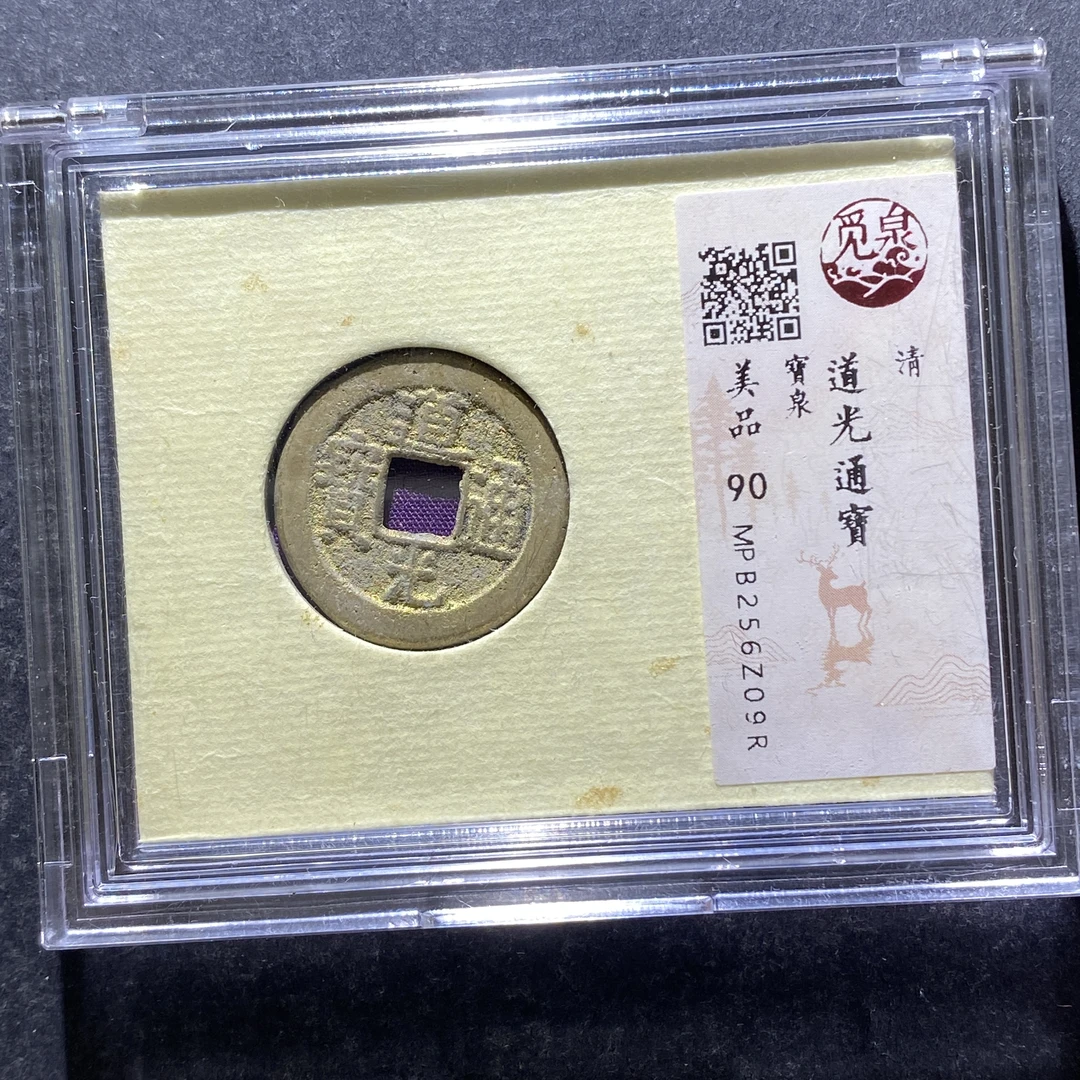 觅泉
清
道光通寶
寶泉
美品 90
MPB256Z09R
道光通寶